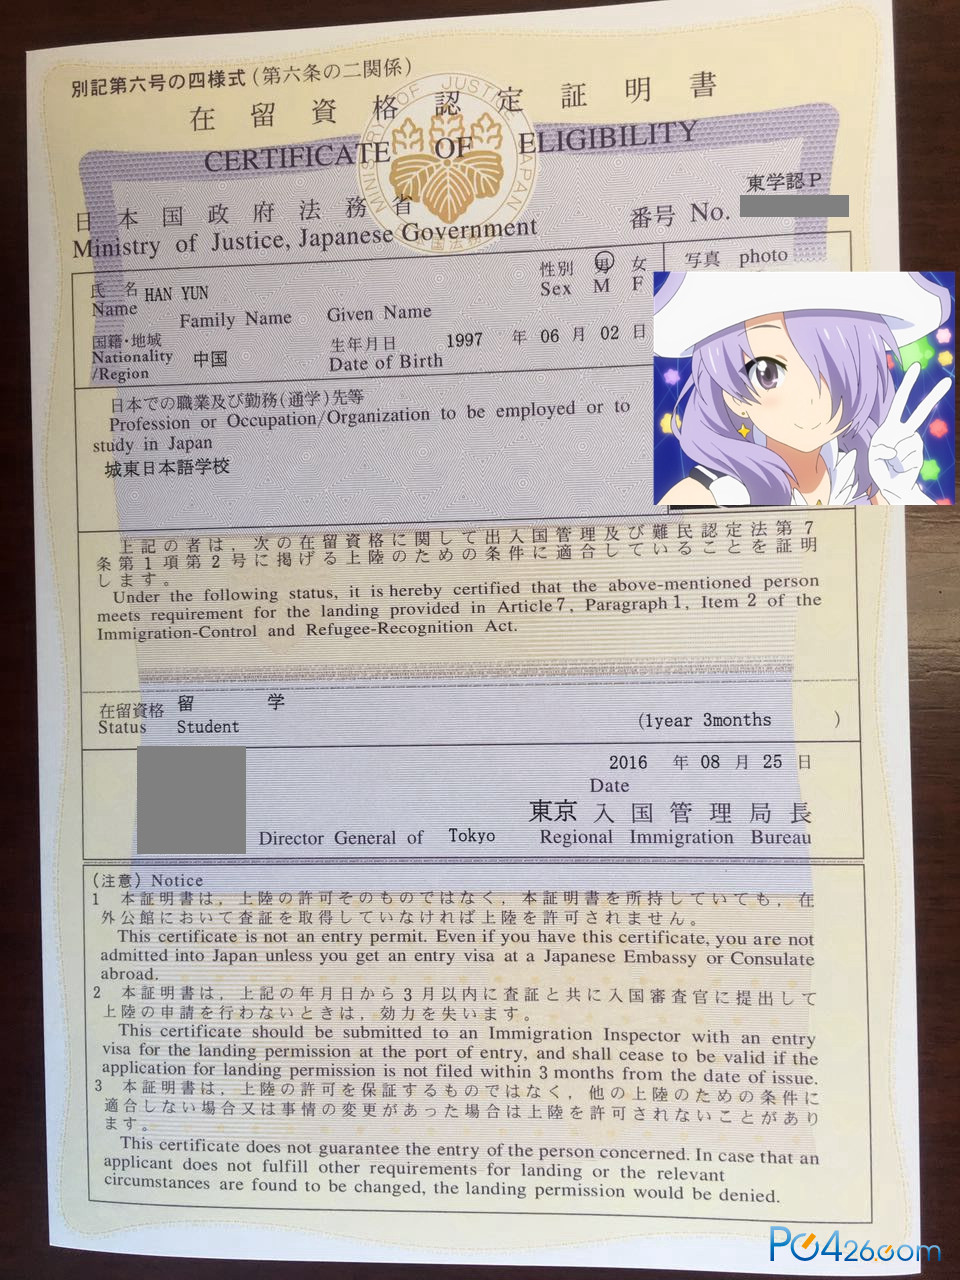 別記第六号の四様式(第六条の二関係)
在留資格認定証明書
CERTIFICATE OF ELIGIBILITY
MINISTRY OF JUSTICE JAPAN
東学認P
日本国政府法務省
Ministry of Justice, Japanese Government
番号 No.
氏名 HAN YUN
Name Family Name Given Name
性別 男 女
Sex M F
写真 photo
国籍・地域
Nationality 中国
/Region
生年月日 1997 年 06 月 02 日
Date of Birth
日本での職業及び勤務(通学)先等
Profession or Occupation/Organization to be employed or to
study in Japan
城東日本語学校
上記の者は,次の在留資格に関して出入国管理及び難民認定法第7
条第1項第2号に掲げる上陸のための条件に適合していることを証明
します。
Under the following status, it is hereby certified that the above-mentioned person
meets requirement for the landing provided in Article 7, Paragraph 1, Item 2 of the
Immigration-Control and Refugee-Recognition Act.
在留資格 留学
Status Student (1year 3months )
2016 年 08 月 25 日
Date
東京 入国管理局長
Director General of Tokyo Regional Immigration Bureau
(注意) Notice
1 本証明書は,上陸の許可そのものではなく,本証明書を所持していても,在
外公館において査証を取得していなければ上陸を許可されません。
This certificate is not an entry permit. Even if you have this certificate, you are not
admitted into Japan unless you get an entry visa at a Japanese Embassy or Consulate
abroad.
2 本証明書は,上記の年月日から3月以内に査証と共に入国審査官に提出して
上陸の申請を行わないときは,効力を失います。
This certificate should be submitted to an Immigration Inspector with an entry
visa for the landing permission at the port of entry, and shall cease to be valid if the
application for landing permission is not filed within 3 months from the date of issue.
3 本証明書は,上陸の許可を保証するものではなく,他の上陸のための条件に
適合しない場合又は事情の変更があった場合は上陸を許可されないことがあり
ます。
This certificate does not guarantee the entry of the person concerned. In case that an
applicant does not fulfill other requirements for landing or the relevant
circumstances are found to be changed, the landing permission would be denied.
PC426.com